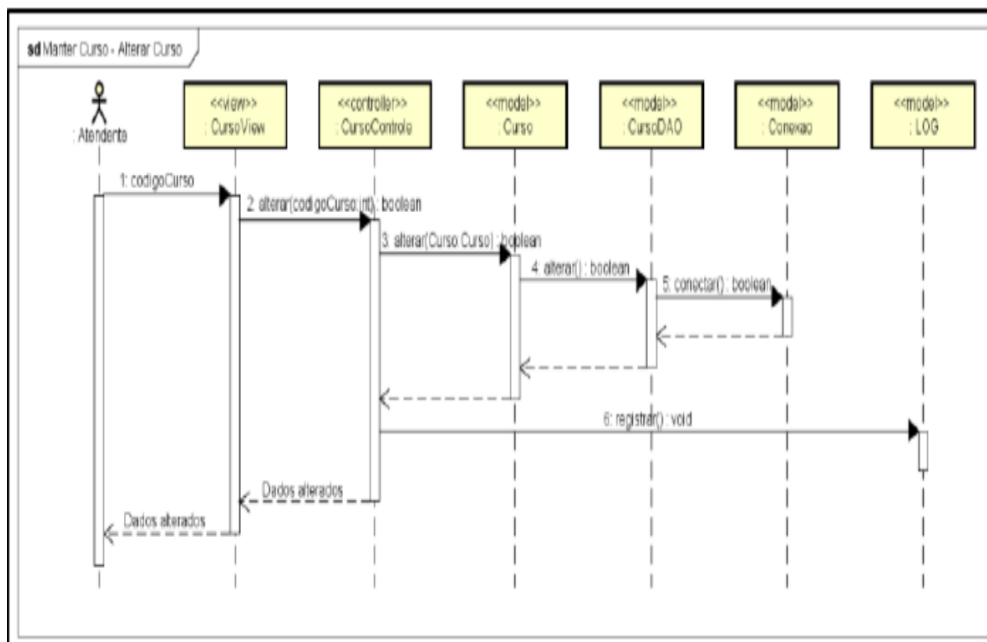 sd Manter Curso - Alterar Curso
: Atendente
<<view>>
: CursoView
<<controller>>
: CursoControle
<<model>>
: Curso
<<model>>
: CursoDAO
<<model>>
: Conexao
<<model>>
: LOG
1: codigoCurso
2: alterar(codigoCurso:int) : boolean
3: alterar(Curso:Curso) : boolean
4: alterar() : boolean
5: conectar() : boolean
6: registrar() : void
Dados alterados
Dados alterados